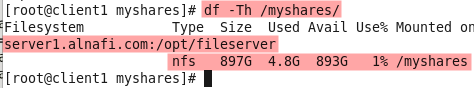 [root@client1 myshares]# df -Th /myshares/
Filesystem Type Size Used Avail Use% Mounted on
server1.alnafi.com:/opt/fileserver
nfs 897G 4.8G 893G 1% /myshares
[root@client1 myshares]#